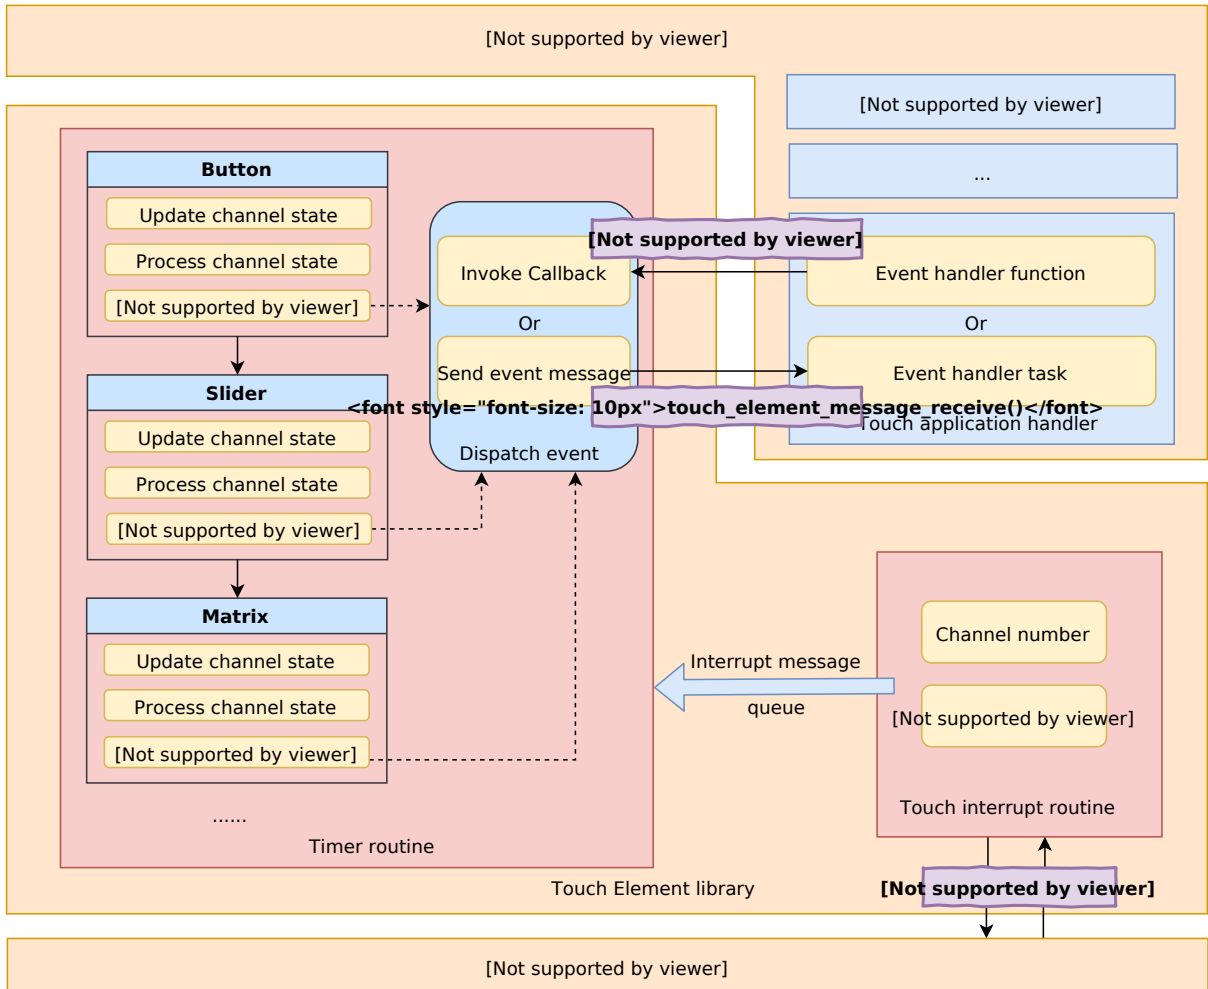 [Not supported by viewer]
[Not supported by viewer]
...
Button
Update channel state
Process channel state
[Not supported by viewer]
Slider
Update channel state
Process channel state
[Not supported by viewer]
Matrix
Update channel state
Process channel state
[Not supported by viewer]
......
Timer routine
Invoke Callback
Or
Send event message
Dispatch event
[Not supported by viewer]
<font style="font-size: 10px">touch_element_message_receive()</font>
Event handler function
Or
Event handler task
Touch application handler
Interrupt message
queue
Channel number
[Not supported by viewer]
Touch interrupt routine
Touch Element library
[Not supported by viewer]
[Not supported by viewer]